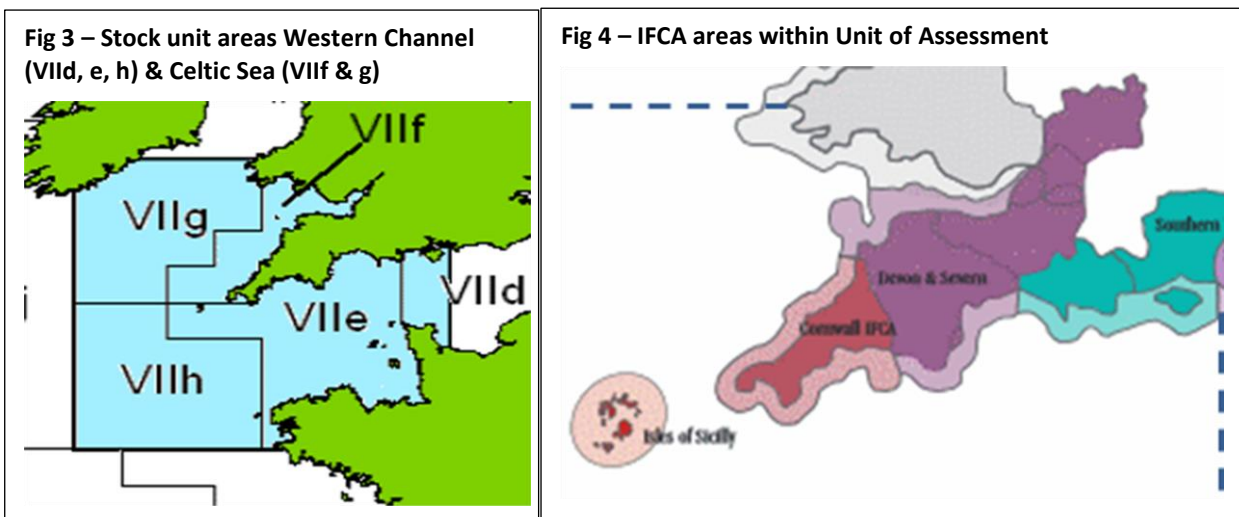 Fig 3 – Stock unit areas Western Channel
(VIId, e, h) & Celtic Sea (VIIf & g)
VIIf
VIIg
VIId
VIIe
VIIh
Fig 4 – IFCA areas within Unit of Assessment
Southern
Devon & Severn
Cornwall IFCA
Isles of Sicilly